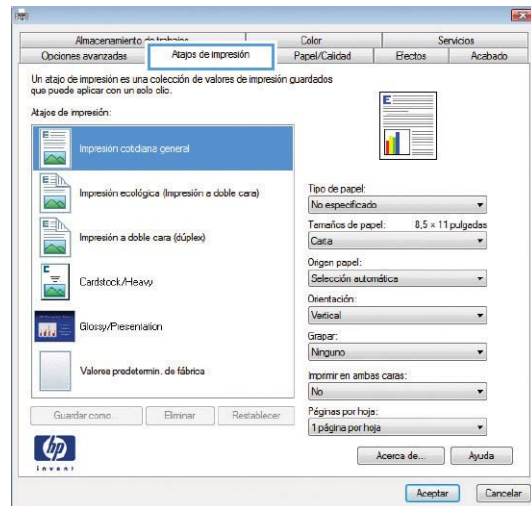 Almacenamiento de trabajos
Color
Servicios
Opciones avanzadas
Atajos de impresión
Papel/Calidad
Efectos
Acabado
Un atajo de impresión es una colección de valores de impresión guardados
que puede aplicar con un solo clic.
Atajos de impresión:
Impresión cotidiana general
Impresión ecológica (Impresión a doble cara)
Impresión a doble cara (dúplex)
Cardstock/Heavy
Glossy/Presentation
Valores predetermin. de fábrica
Guardar como...
Eliminar
Restablecer
Tipo de papel:
No especificado
Tamaños de papel: 8,5 × 11 pulgadas
Carta
Origen papel:
Selección automática
Orientación:
Vertical
Grapar:
Ninguno
Imprimir en ambas caras:
No
Páginas por hoja:
1 página por hoja
hp
invent
Acerca de...
Ayuda
Aceptar
Cancelar